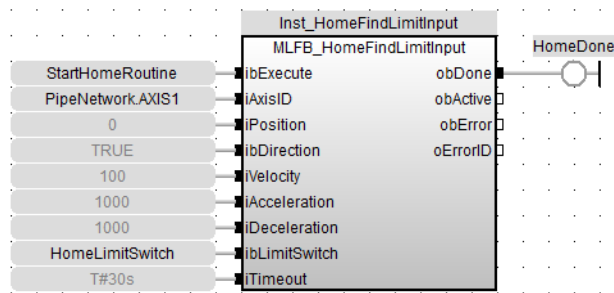 Inst_HomeFindLimitInput
MLFB_HomeFindLimitInput
HomeDone
StartHomeRoutine ibExecute obDone
PipeNetwork.AXIS1 iAxisID obActive
0 iPosition obError
TRUE ibDirection oErrorID
100 iVelocity
1000 iAcceleration
1000 iDeceleration
HomeLimitSwitch ibLimitSwitch
T#30s iTimeout